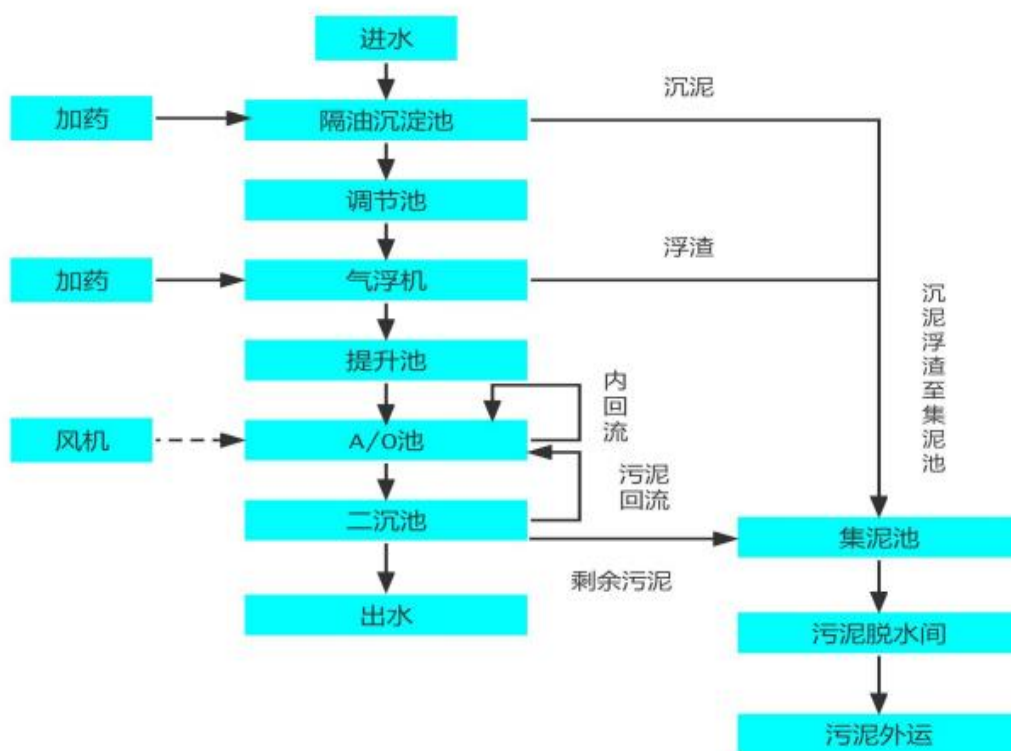 进水
沉泥
加药
隔油沉淀池
调节池
浮渣
加药
气浮机
沉泥浮渣至集泥池
提升池
内回流
风机
A/O池
污泥
回流
二沉池
集泥池
剩余污泥
出水
污泥脱水间
污泥外运